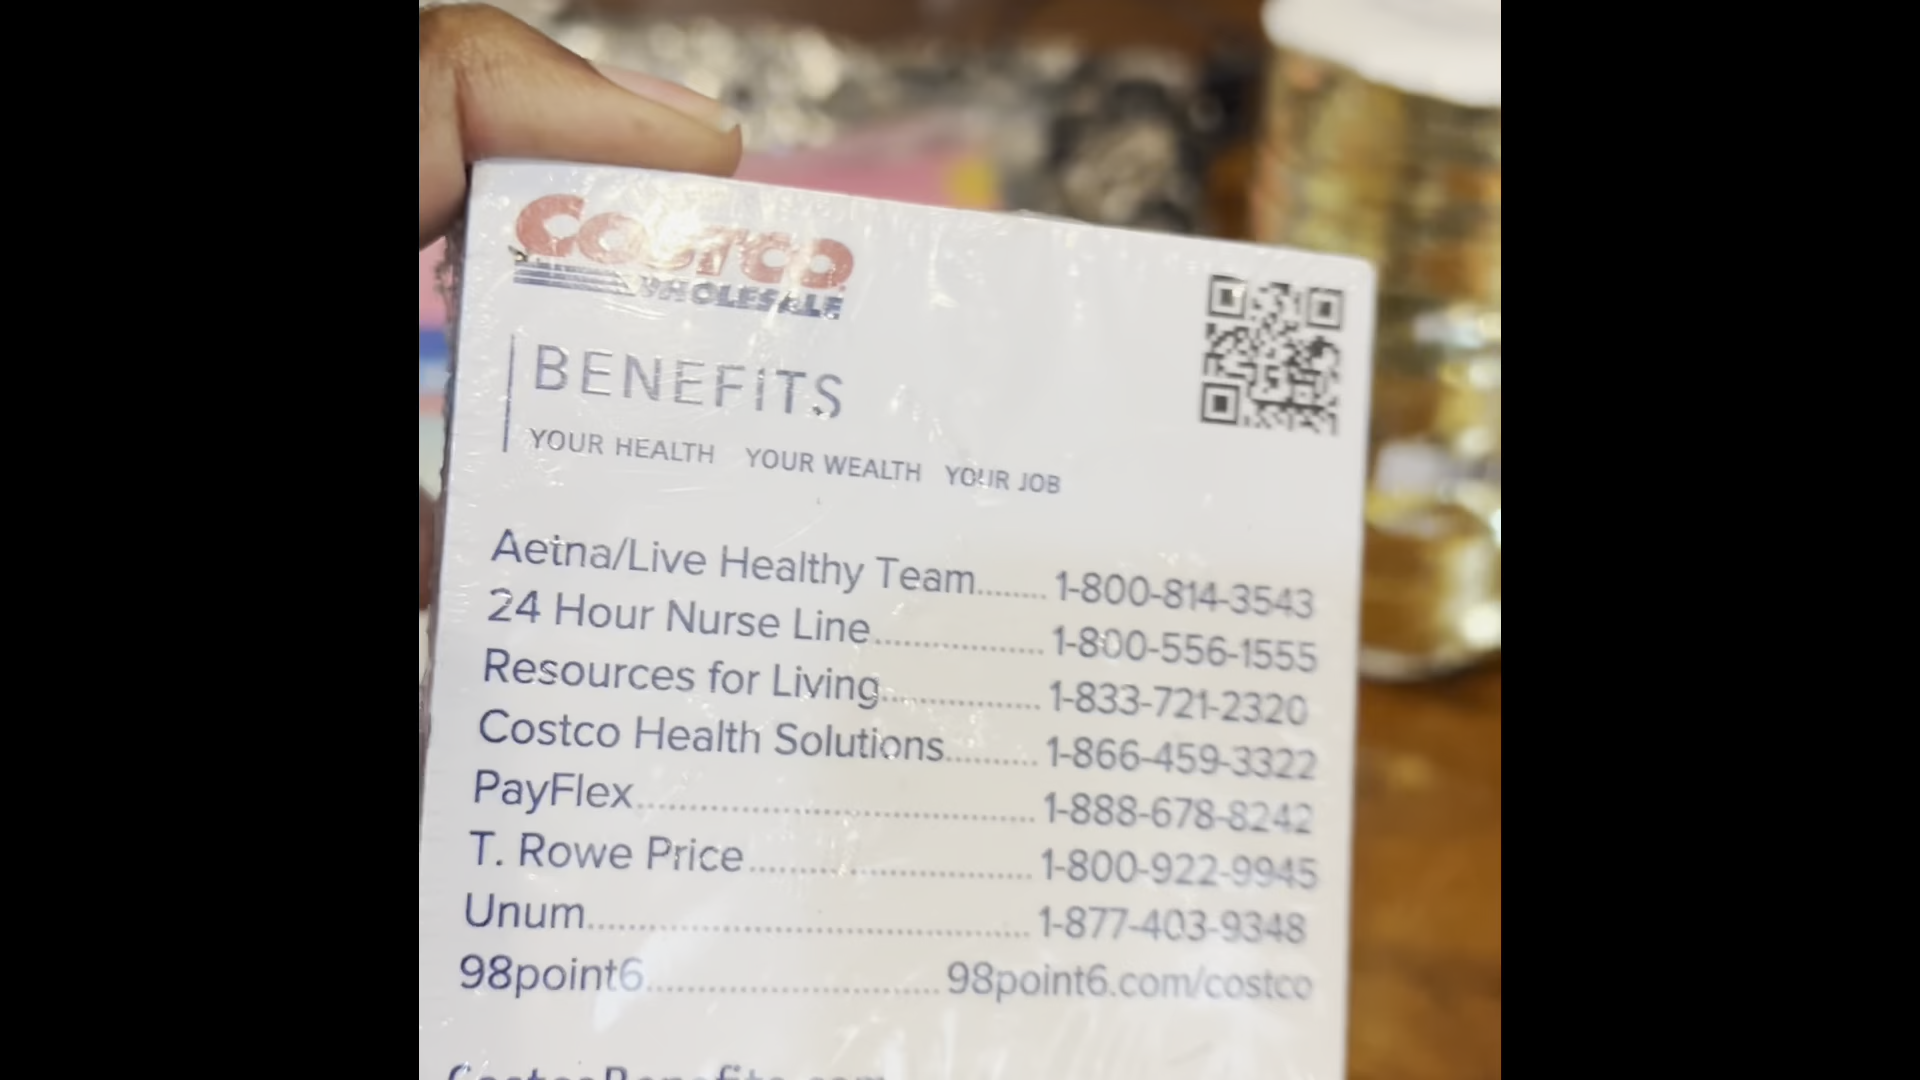 COSTCO
WHOLESALE
BENEFITS
YOUR HEALTH YOUR WEALTH YOUR JOB
Aetna/Live Healthy Team........ 1-800-814-3543
24 Hour Nurse Line................... 1-800-556-1555
Resources for Living.................. 1-833-721-2320
Costco Health Solutions.......... 1-866-459-3322
PayFlex............................................ 1-888-678-8242
T. Rowe Price............................... 1-800-922-9945
Unum................................................ 1-877-403-9348
98point6................................ 98point6.com/costco
CostcoBenefits.com